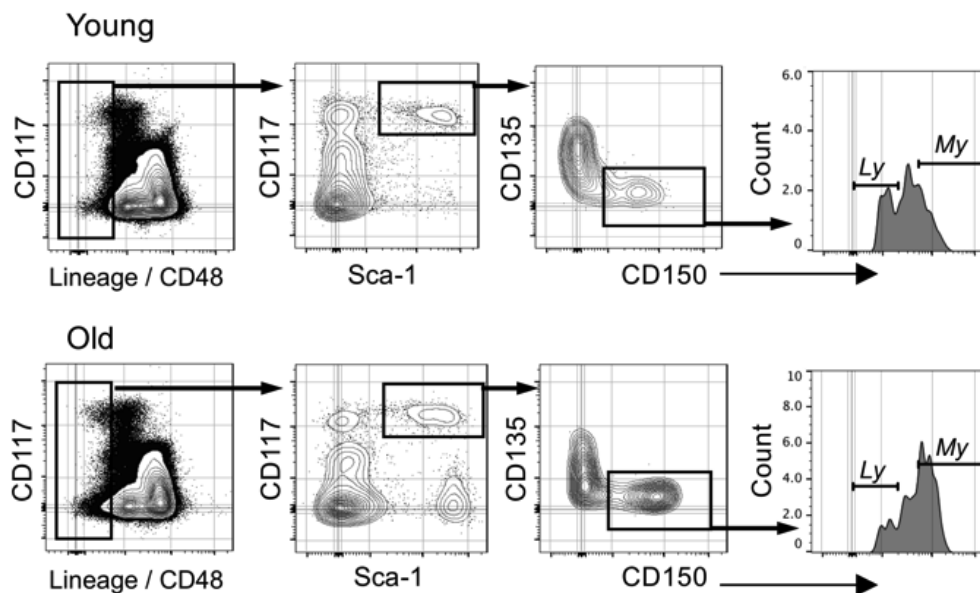 Young
CD117
Lineage / CD48
CD117
Sca-1
CD135
CD150
Count
6.0
4.0
2.0
0
Ly
My
Old
CD117
Lineage / CD48
CD117
Sca-1
CD135
CD150
Count
10
8.0
6.0
4.0
2.0
0
Ly
My